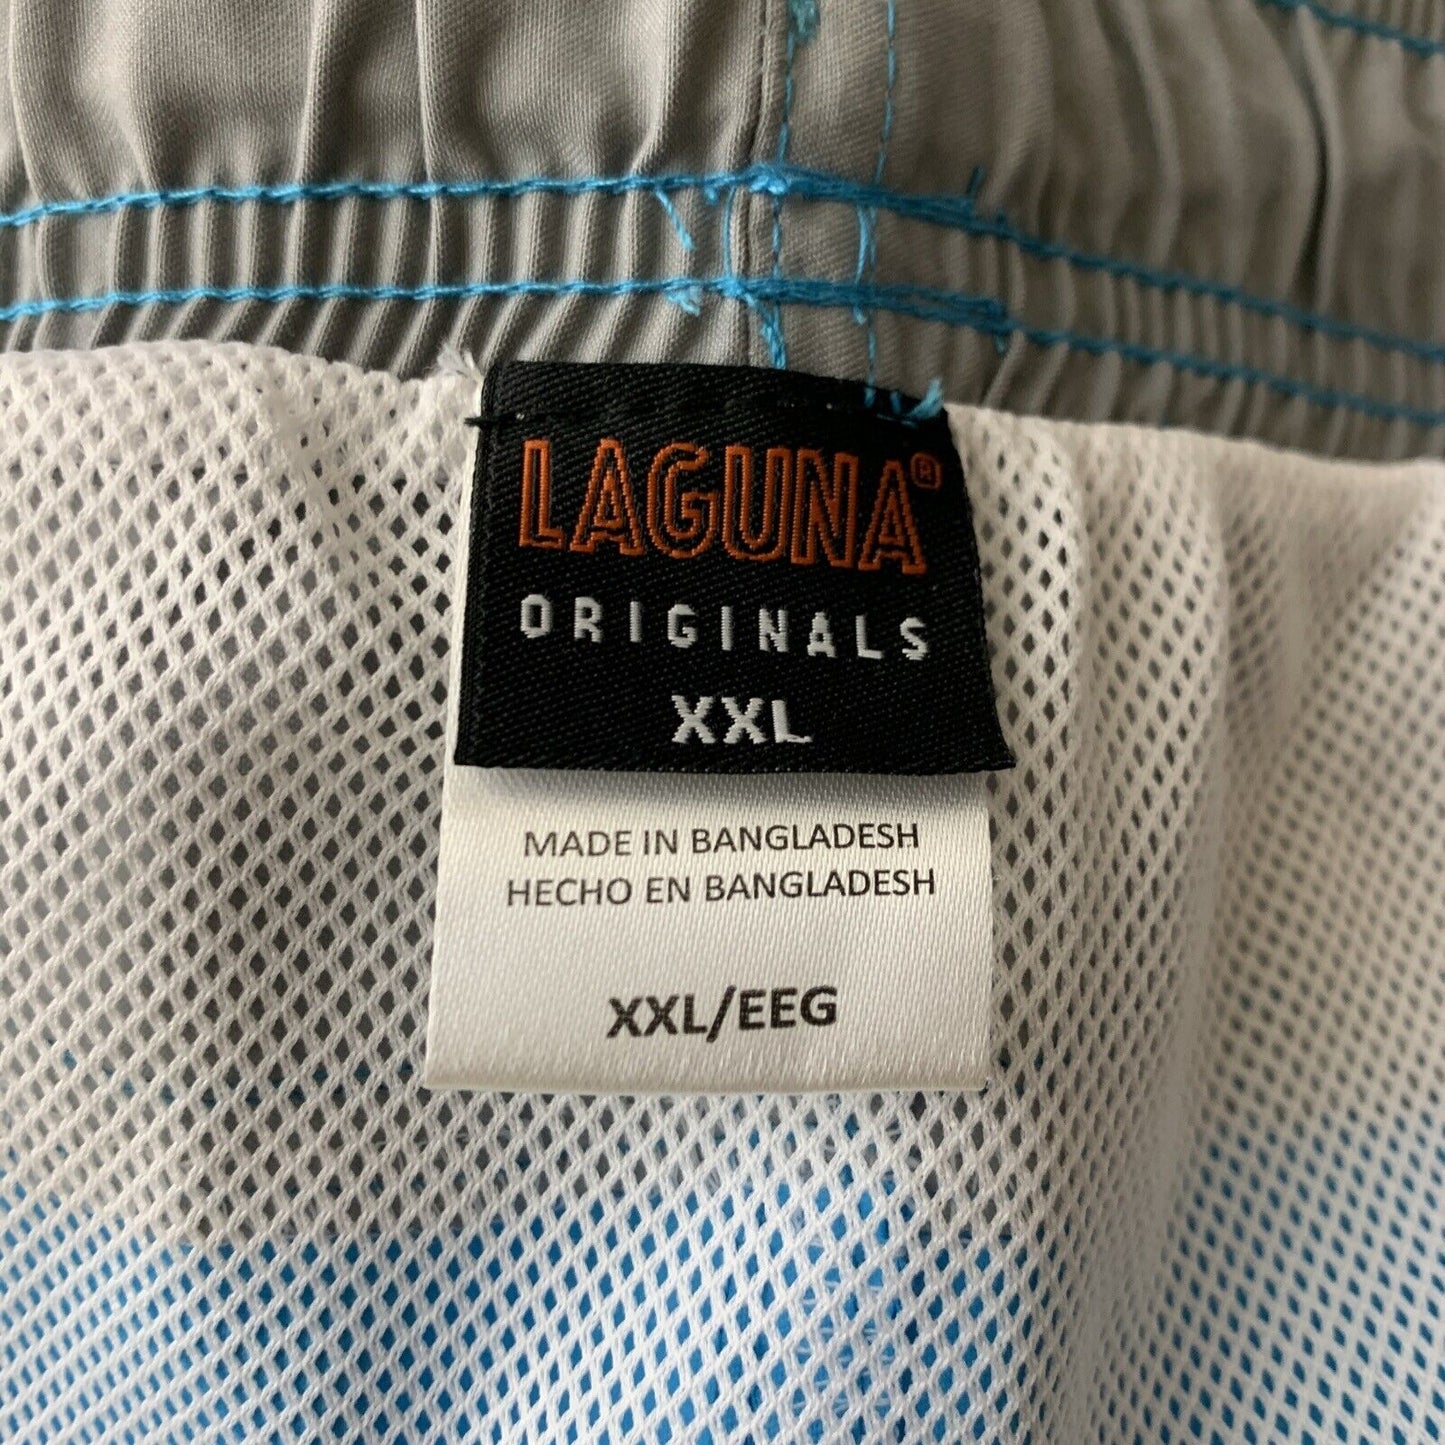 LAGUNA®
ORIGINALS
XXL
MADE IN BANGLADESH
HECHO EN BANGLADESH
XXL/EEG